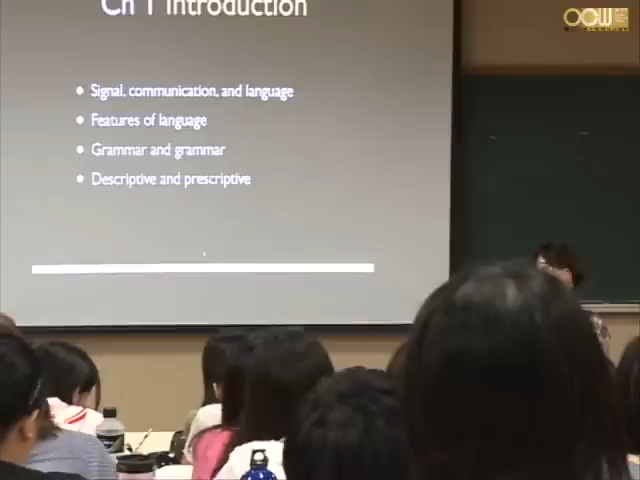 Ch 1 Introduction
OCW
Signal, communication, and language
Features of language
Grammar and grammar
Descriptive and prescriptive